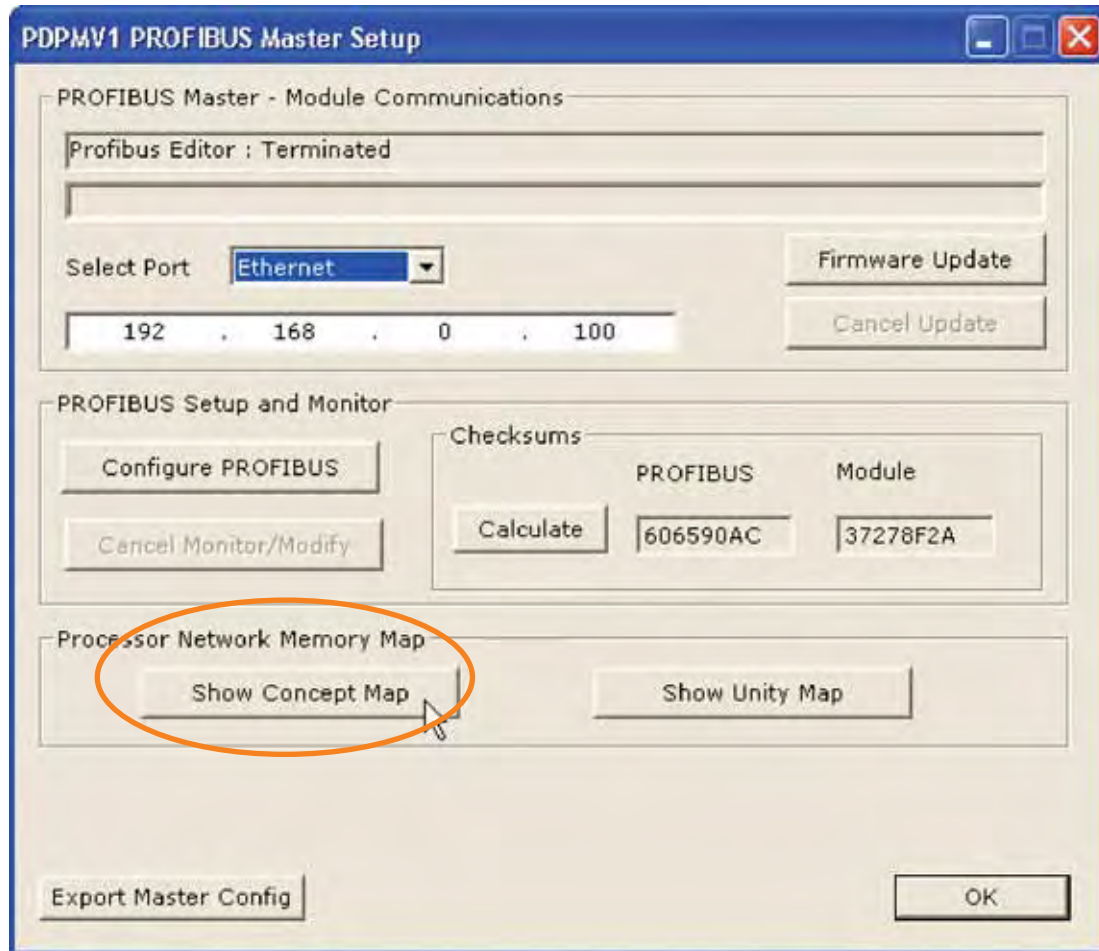 PDPMV1 PROFIBUS Master Setup
PROFIBUS Master - Module Communications
Profibus Editor : Terminated
Select Port Ethernet Firmware Update
192 . 168 . 0 . 100 Cancel Update
PROFIBUS Setup and Monitor
Checksums
Configure PROFIBUS PROFIBUS Module
Calculate 606590AC 37278F2A
Cancel Monitor/Modify
Processor Network Memory Map
Show Concept Map Show Unity Map
Export Master Config OK